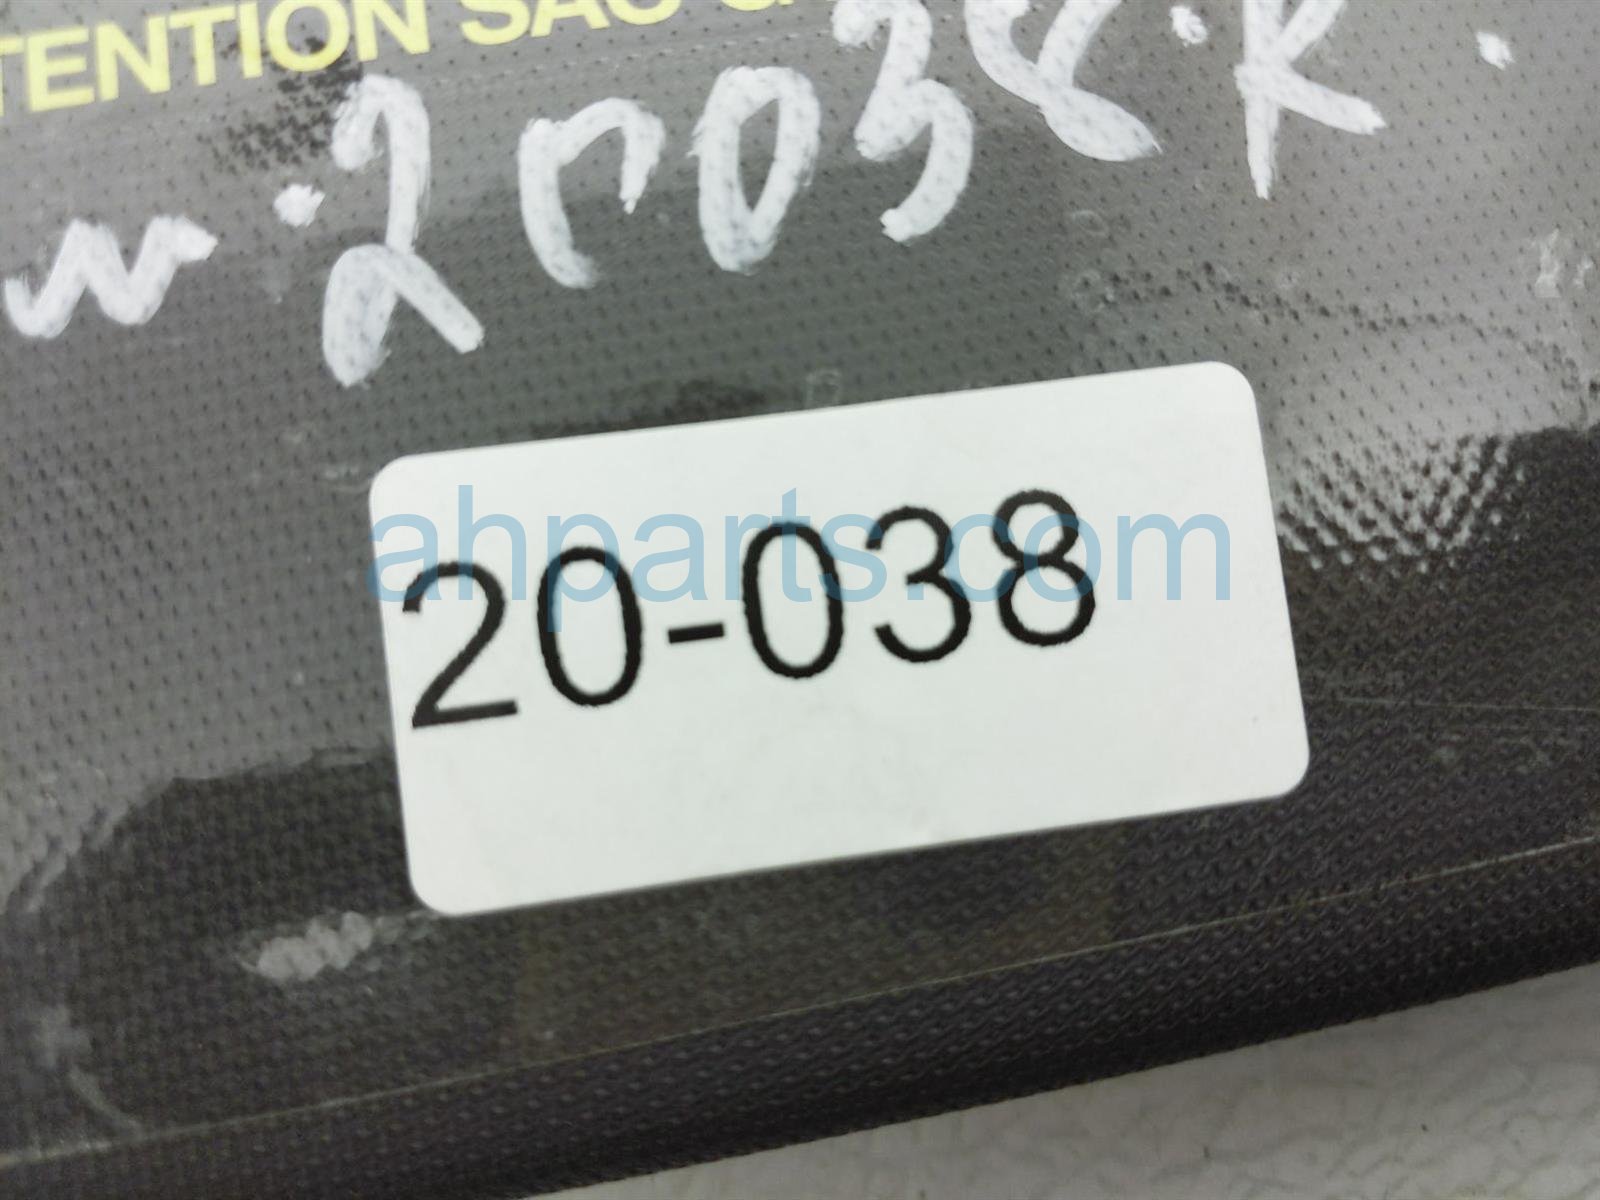 TENTION SAC
20038.R.
20-038
ahparts.com